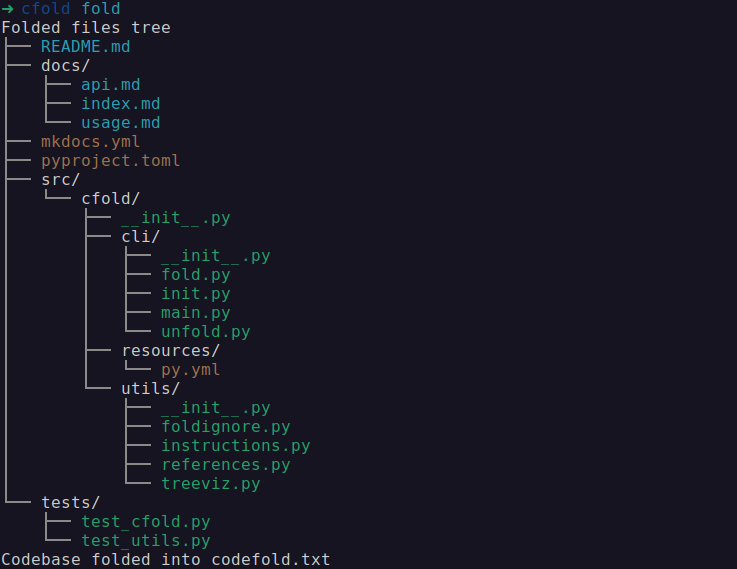 ➜ cfold fold
Folded files tree
├── README.md
├── docs/
│   ├── api.md
│   ├── index.md
│   └── usage.md
├── mkdocs.yml
├── pyproject.toml
├── src/
│   └── cfold/
│       ├── __init__.py
│       ├── cli/
│       │   ├── __init__.py
│       │   ├── fold.py
│       │   ├── init.py
│       │   ├── main.py
│       │   └── unfold.py
│       ├── resources/
│       │   └── py.yml
│       └── utils/
│           ├── __init__.py
│           ├── foldignore.py
│           ├── instructions.py
│           ├── references.py
│           └── treeviz.py
└── tests/
    ├── test_cfold.py
    └── test_utils.py
Codebase folded into codefold.txt